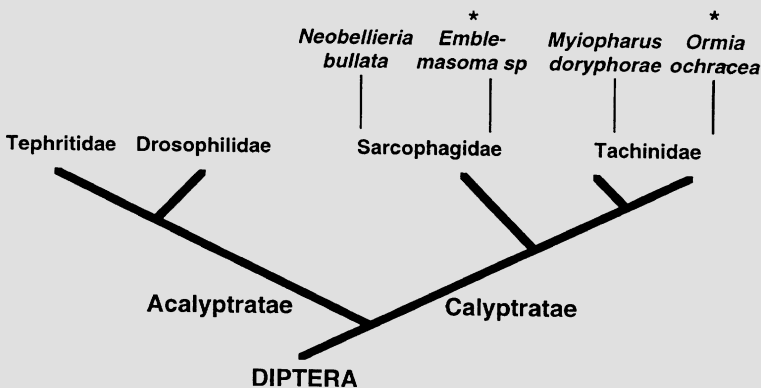 * *
Neobellieria Emble- Myiopharus Ormia
bullata masoma sp doryphorae ochracea
Tephritidae Drosophilidae Sarcophagidae Tachinidae
Acalyptratae Calyptratae
DIPTERA